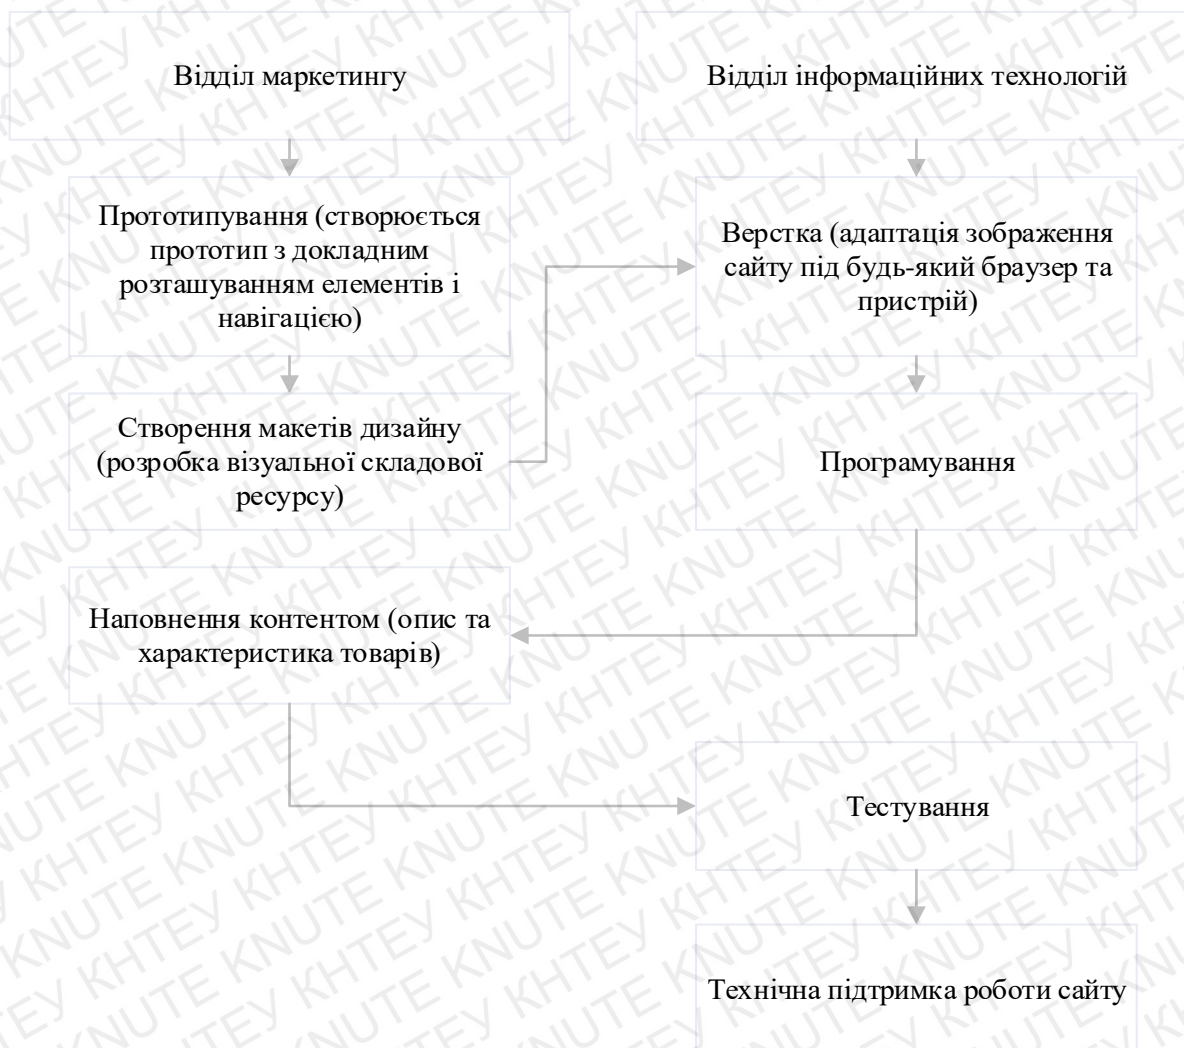 Відділ маркетингу
Відділ інформаційних технологій
Прототипування (створюється
прототип з докладним
розташуванням елементів і
навігацією)
Верстка (адаптація зображення
сайту під будь-який браузер та
пристрій)
Створення макетів дизайну
(розробка візуальної складової
ресурсу)
Програмування
Наповнення контентом (опис та
характеристика товарів)
Тестування
Технічна підтримка роботи сайту